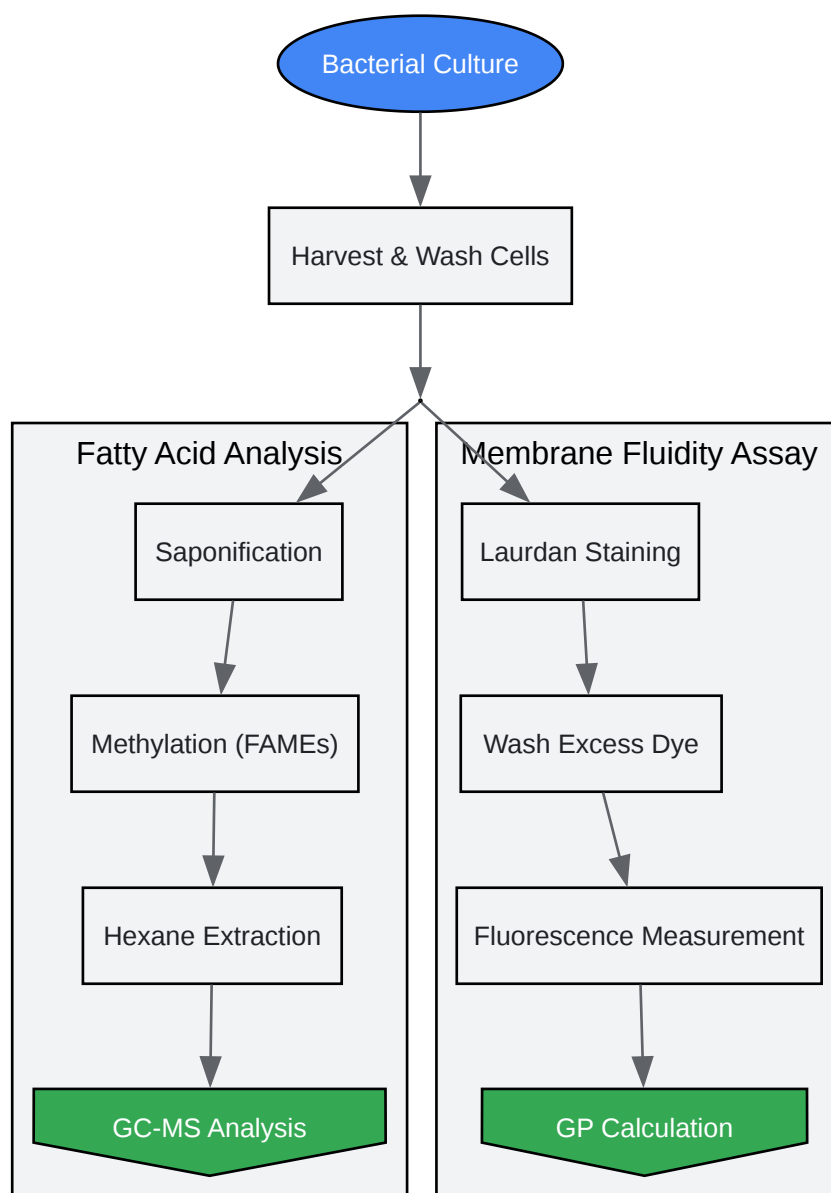 Bacterial Culture
Harvest & Wash Cells
Fatty Acid Analysis
Saponification
Methylation (FAMEs)
Hexane Extraction
GC-MS Analysis
Membrane Fluidity Assay
Laurdan Staining
Wash Excess Dye
Fluorescence Measurement
GP Calculation